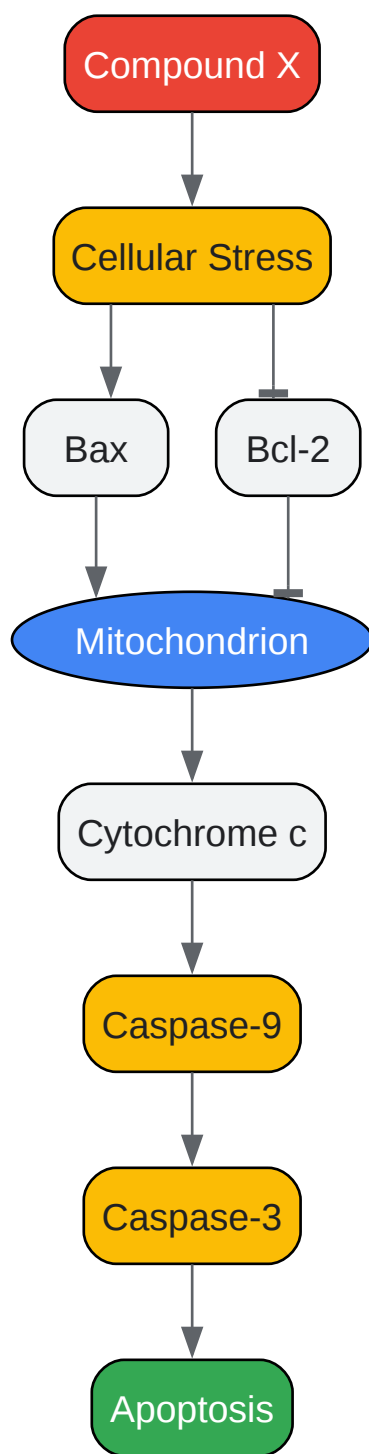 Compound X
Cellular Stress
Bax
Bcl-2
Mitochondrion
Cytochrome c
Caspase-9
Caspase-3
Apoptosis